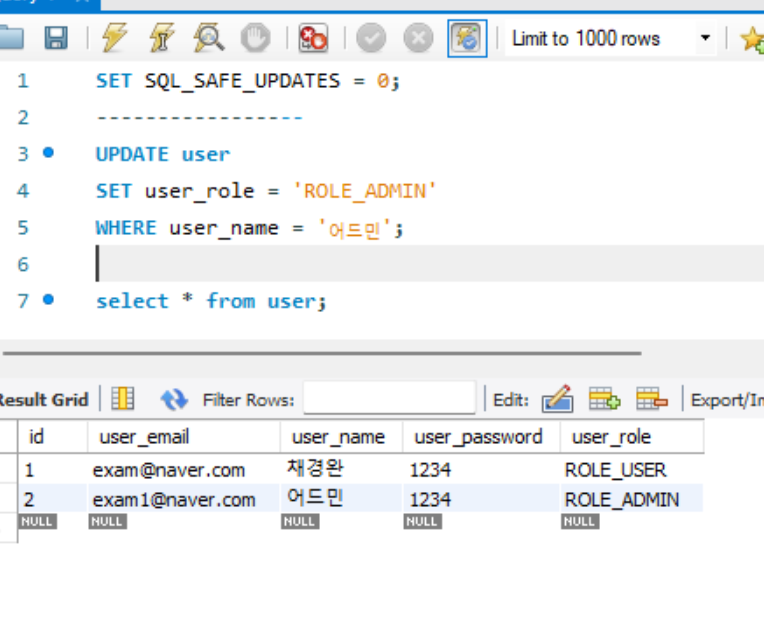 Limit to 1000 rows
1 SET SQL_SAFE_UPDATES = 0;
2 -----------------
3 UPDATE user
4 SET user_role = 'ROLE_ADMIN'
5 WHERE user_name = '어드민';
6
7 select * from user;
Result Grid Filter Rows: Edit: Export/Im
id user_email user_name user_password user_role
1 exam@naver.com 채경완 1234 ROLE_USER
2 exam1@naver.com 어드민 1234 ROLE_ADMIN
NULL NULL NULL NULL NULL